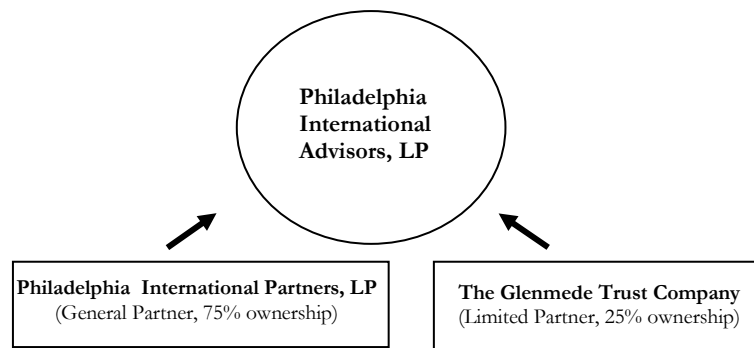 Philadelphia
International
Advisors, LP
Philadelphia International Partners, LP
(General Partner, 75% ownership)
The Glenmede Trust Company
(Limited Partner, 25% ownership)